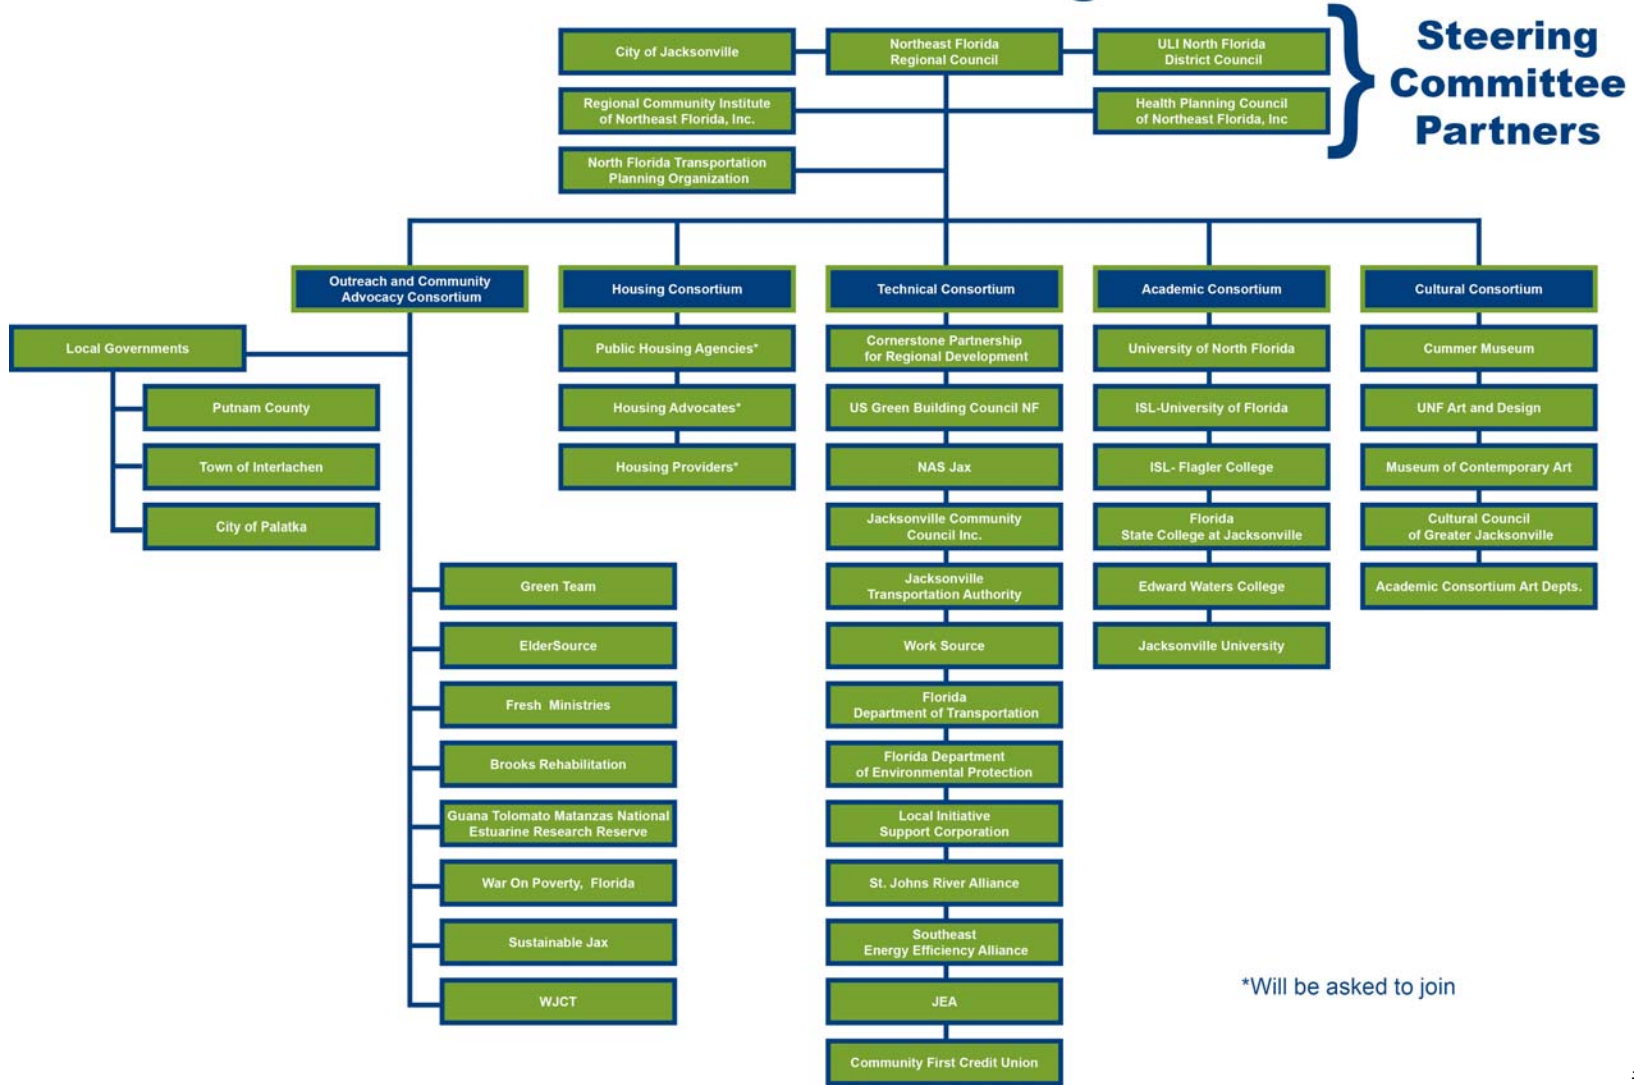 City of Jacksonville
Northeast Florida
Regional Council
ULI North Florida
District Council
Regional Community Institute
of Northeast Florida, Inc.
Health Planning Council
of Northeast Florida, Inc
North Florida Transportation
Planning Organization
Steering
Committee
Partners
Outreach and Community
Advocacy Consortium
Local Governments
Putnam County
Town of Interlachen
City of Palatka
Green Team
ElderSource
Fresh Ministries
Brooks Rehabilitation
Guana Tolomato Matanzas National
Estuarine Research Reserve
War On Poverty, Florida
Sustainable Jax
WJCT
Housing Consortium
Public Housing Agencies*
Housing Advocates*
Housing Providers*
Technical Consortium
Cornerstone Partnership
for Regional Development
US Green Building Council NF
NAS Jax
Jacksonville Community
Council Inc.
Jacksonville
Transportation Authority
Work Source
Florida
Department of Transportation
Florida Department
of Environmental Protection
Local Initiative
Support Corporation
St. Johns River Alliance
Southeast
Energy Efficiency Alliance
JEA
Community First Credit Union
Academic Consortium
University of North Florida
ISL-University of Florida
ISL- Flagler College
Florida
State College at Jacksonville
Edward Waters College
Jacksonville University
Cultural Consortium
Cummer Museum
UNF Art and Design
Museum of Contemporary Art
Cultural Council
of Greater Jacksonville
Academic Consortium Art Depts.
*Will be asked to join